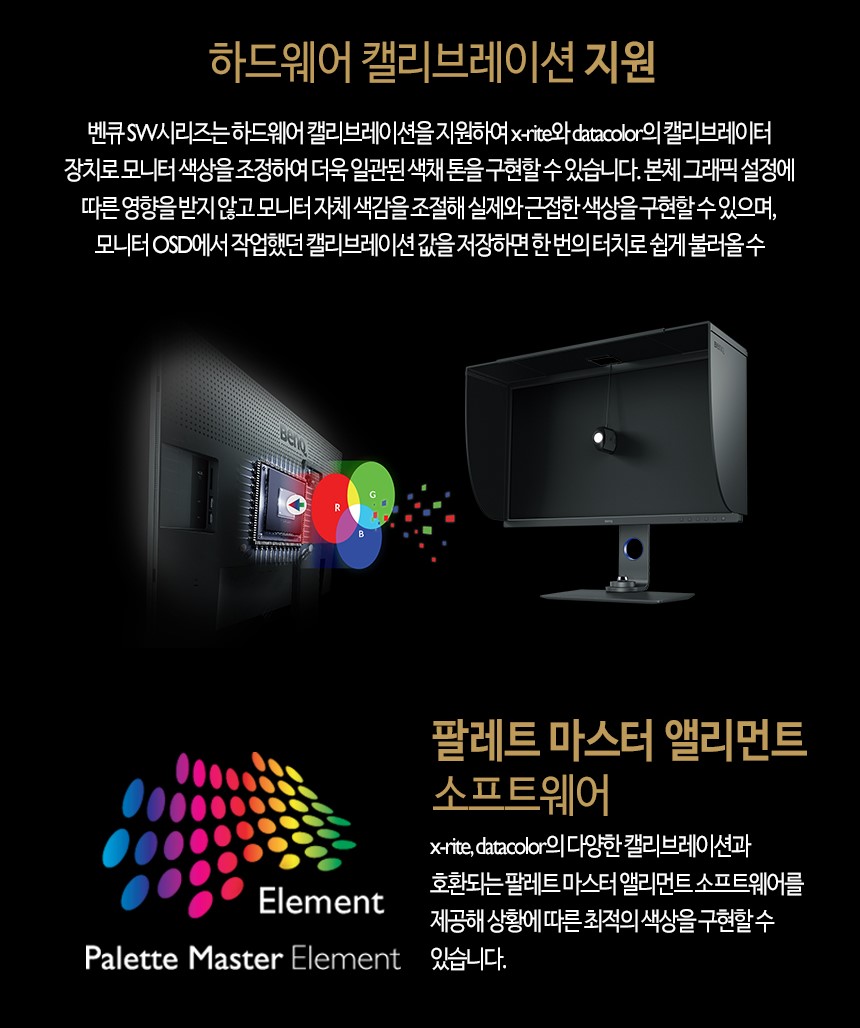 하드웨어 캘리브레이션 지원
벤큐 SW시리즈는 하드웨어 캘리브레이션을 지원하여 x-rite와 datacolor의 캘리브레이터
장치로 모니터 색상을 조정하여 더욱 일관된 색채 톤을 구현할 수 있습니다. 본체 그래픽 설정에
따른 영향을 받지 않고 모니터 자체 색감을 조절해 실제와 근접한 색상을 구현할 수 있으며,
모니터 OSD에서 작업했던 캘리브레이션 값을 저장하면 한 번의 터치로 쉽게 불러올 수
BenQ
R
G
B
BenQ
팔레트 마스터 앨리먼트
소프트웨어
x-rite, datacolor의 다양한 캘리브레이션과
호환되는 팔레트 마스터 앨리먼트 소프트웨어를
제공해 상황에 따른 최적의 색상을 구현할 수
있습니다.
Element
Palette Master Element